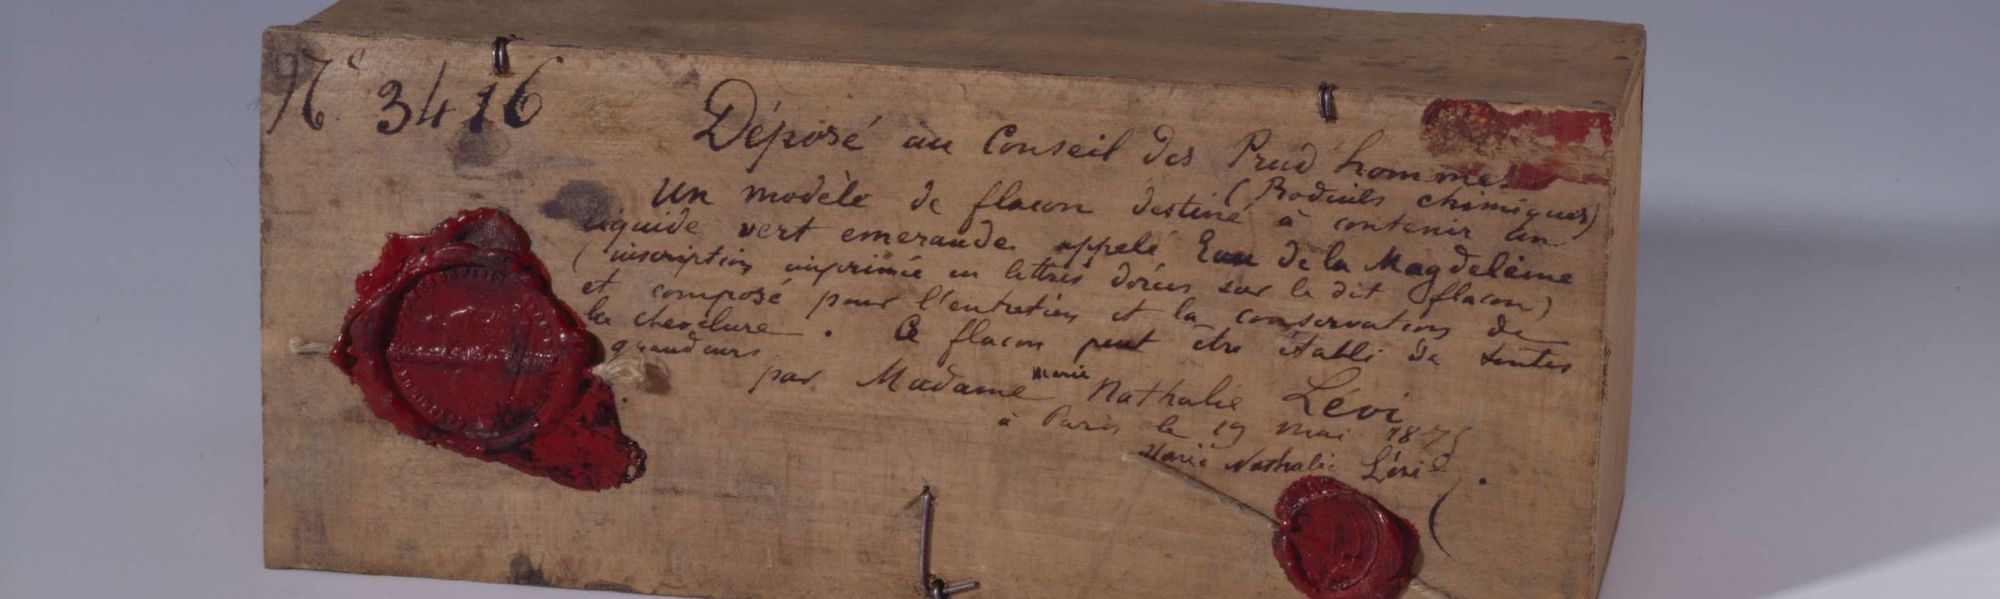 Nº 3416
Déposé au Conseil des Prud'hommes
(Produits chimiques)
Un modèle de flacon destiné à contenir un
liquide vert emeraude appelé Eau de la Magdeleine
(inscription imprimée en lettres dorées sur le dit flacon)
et composé pour l'entretien et la conservation de
la chevelure. Ce flacon peut etre établi de toutes
grandeurs
par Madame Marie Nathalie Lévi
à Paris le 19 mai 1875
Marie Nathalie Lévi